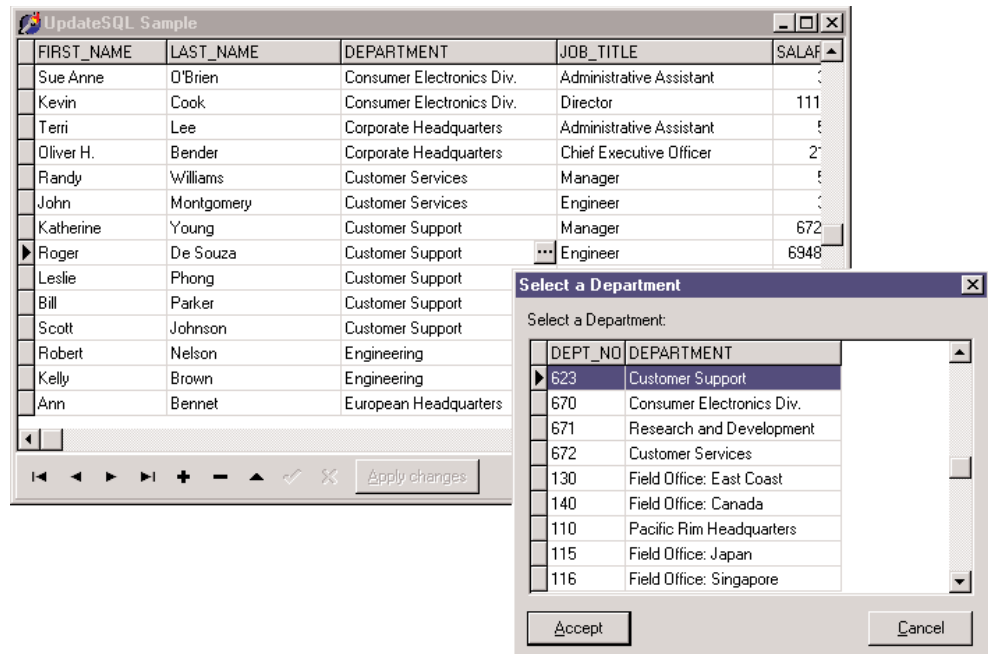 UpdateSQL Sample
FIRST_NAME LAST_NAME DEPARTMENT JOB_TITLE
Sue Anne O'Brien Consumer Electronics Div. Administrative Assistant
Kevin Cook Consumer Electronics Div. Director 111
Terri Lee Corporate Headquarters Administrative Assistant
Oliver H. Bender Corporate Headquarters Chief Executive Officer
Randy Williams Customer Services Manager
John Montgomery Customer Services Engineer
Katherine Young Customer Support Manager 672
Roger De Souza Customer Support ... Engineer 6948
Leslie Phong Customer Support
Bill Parker Customer Support
Scott Johnson Customer Support
Robert Nelson Engineering
Kelly Brown Engineering
Ann Bennet European Headquarters
Apply changes
Select a Department
Select a Department:
DEPT_NO DEPARTMENT
623 Customer Support
670 Consumer Electronics Div.
671 Research and Development
672 Customer Services
130 Field Office: East Coast
140 Field Office: Canada
110 Pacific Rim Headquarters
115 Field Office: Japan
116 Field Office: Singapore
Accept Cancel